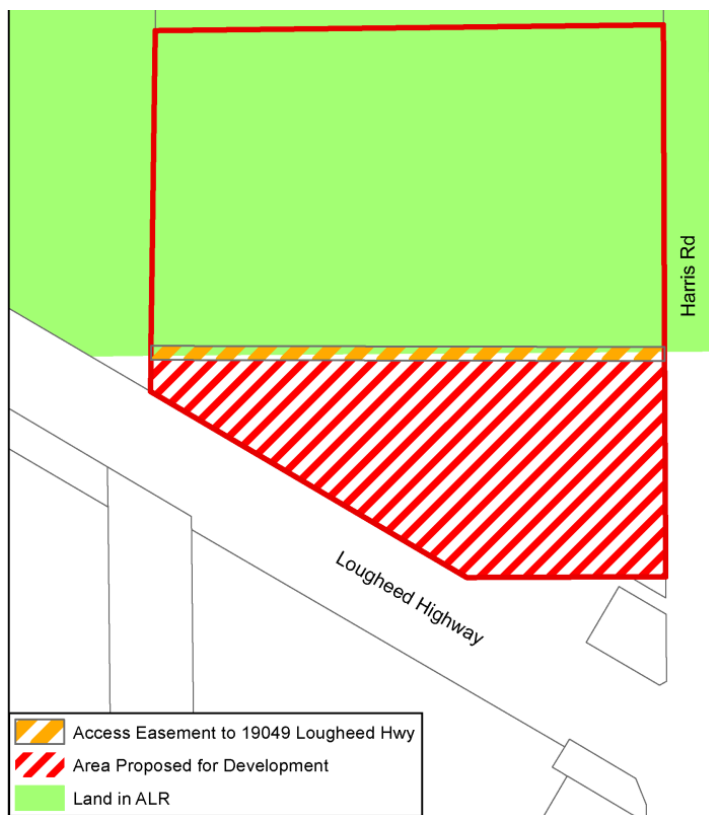 Harris Rd
Lougheed Highway
Access Easement to 19049 Lougheed Hwy
Area Proposed for Development
Land in ALR